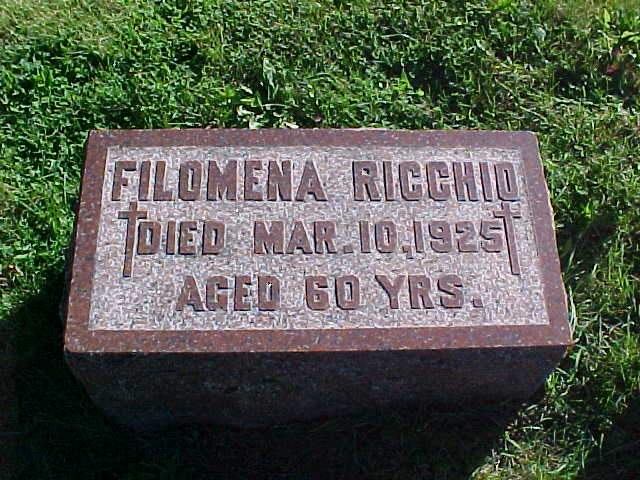 FILOMENA RICCHIO
DIED MAR. 10, 1925
AGED 60 YRS.